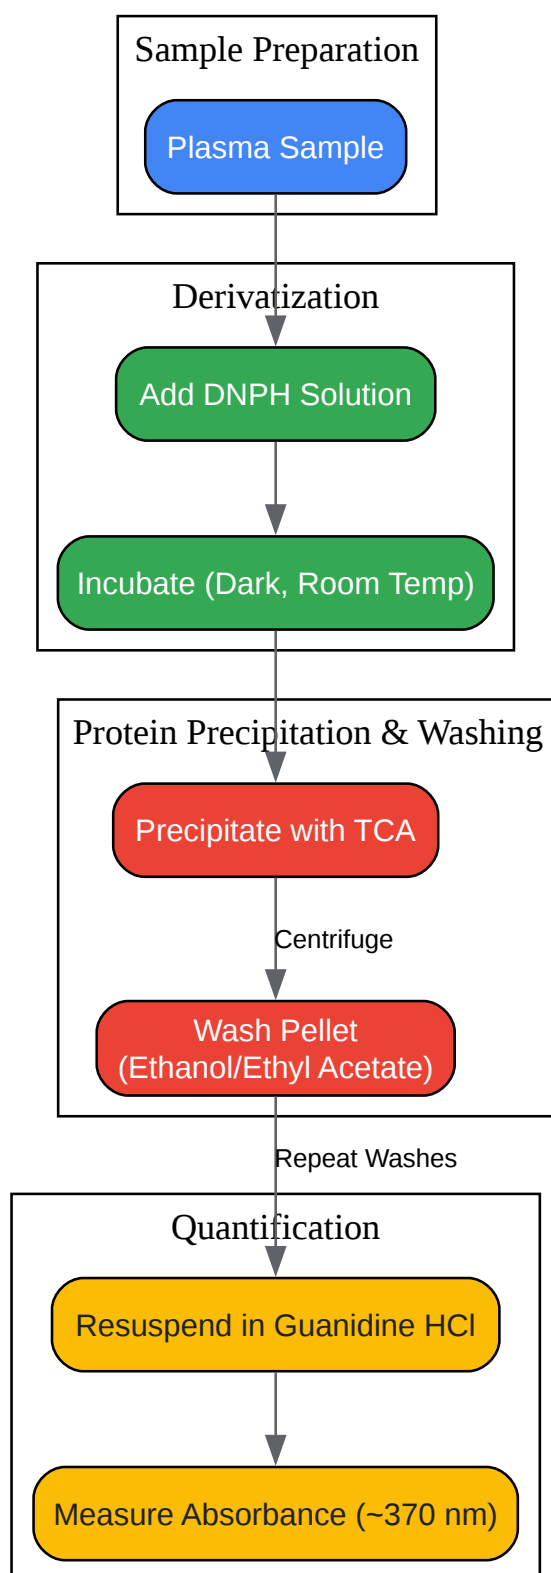 Sample Preparation
Plasma Sample
Derivatization
Add DNPH Solution
Incubate (Dark, Room Temp)
Protein Precipitation & Washing
Precipitate with TCA
Centrifuge
Wash Pellet
(Ethanol/Ethyl Acetate)
Repeat Washes
Quantification
Resuspend in Guanidine HCl
Measure Absorbance (~370 nm)